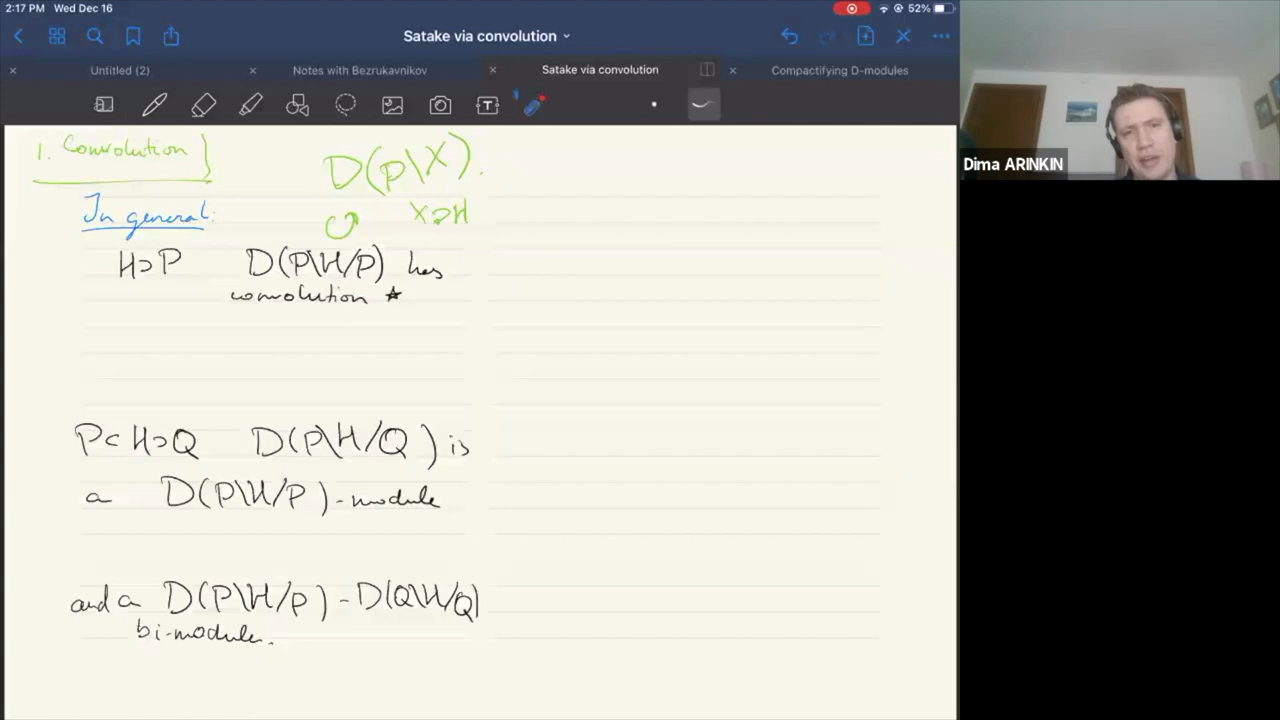 2:17 PM Wed Dec 16
52%
Satake via convolution
Untitled (2)
Notes with Bezrukavnikov
Satake via convolution
Compactifying D-modules
Dima ARINKIN
1. Convolution
D(P\X).
In general:
X⊃H
H⊃P D(P\H/P) has
convolution ★
P⊂H⊃Q D(P\H/Q) is
a D(P\H/P)-module
and a D(P\H/P)-D(Q\H/Q)
bi-module.